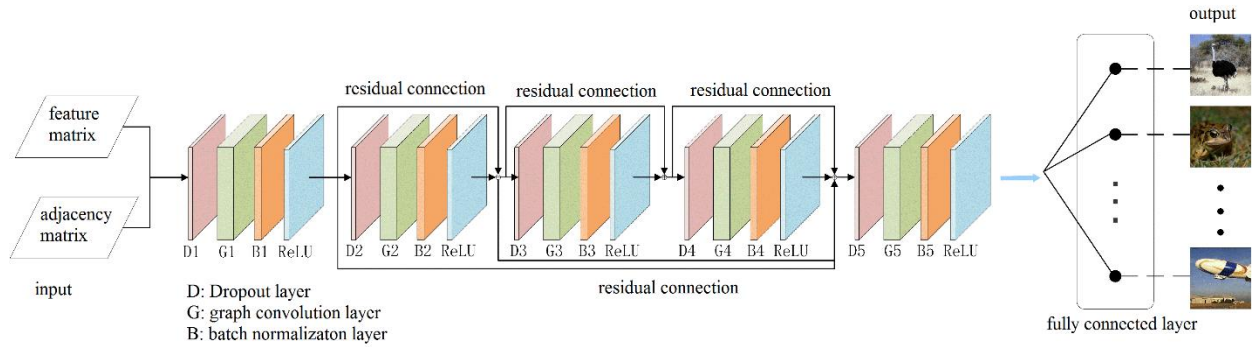 output
residual connection
residual connection
residual connection
feature
matrix
adjacency
matrix
D1 G1 B1 ReLU
D2 G2 B2 ReLU
D3 G3 B3 ReLU
D4 G4 B4 ReLU
D5 G5 B5 ReLU
input
residual connection
D: Dropout layer
G: graph convolution layer
B: batch normalizaton layer
fully connected layer